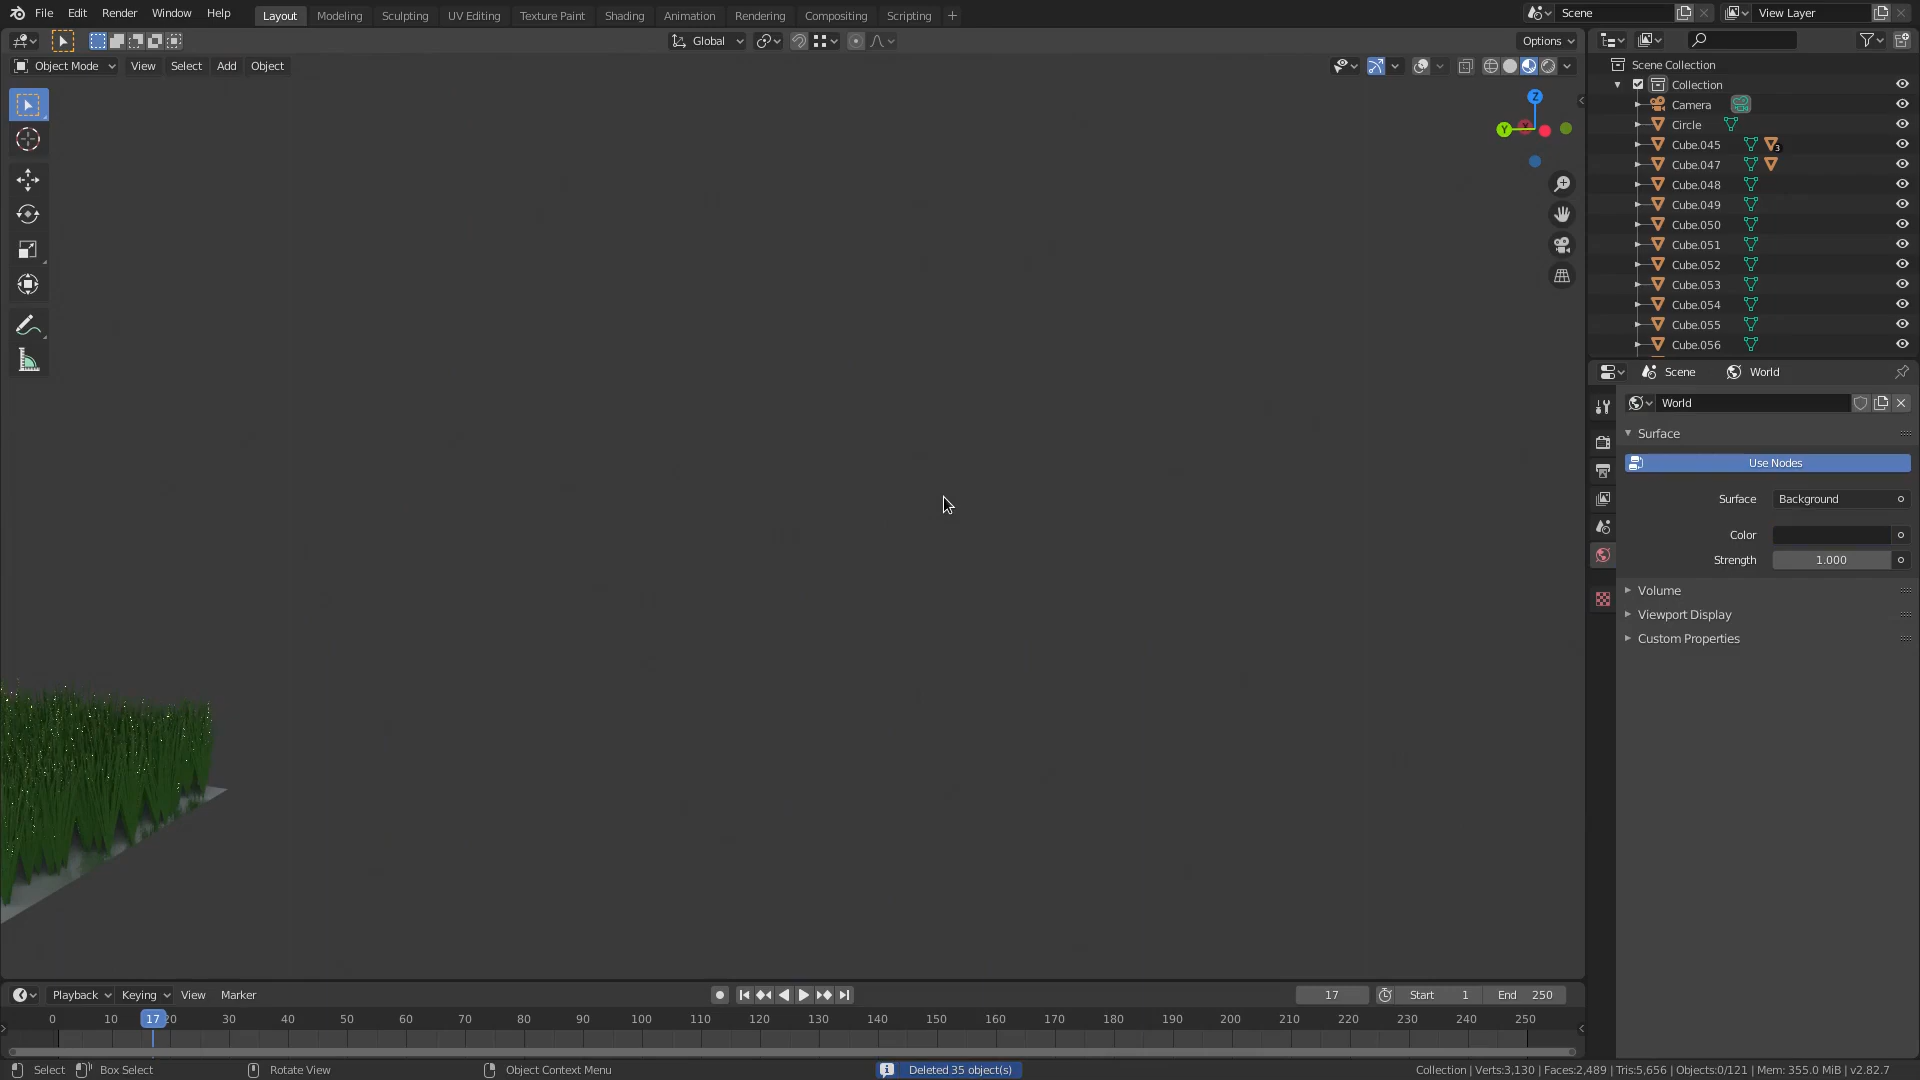 File Edit Render Window Help Layout Modeling Sculpting UV Editing Texture Paint Shading Animation Rendering Compositing Scripting + Scene View Layer
Global Options
Object Mode View Select Add Object
Scene Collection
Collection
Camera
Circle
Cube.045 3
Cube.047
Cube.048
Cube.049
Cube.050
Cube.051
Cube.052
Cube.053
Cube.054
Cube.055
Cube.056
Z
Y X
Scene World
World
Surface
Use Nodes
Surface Background
Color
Strength 1.000
Volume
Viewport Display
Custom Properties
Playback Keying View Marker 17 Start 1 End 250
0 10 17 20 30 40 50 60 70 80 90 100 110 120 130 140 150 160 170 180 190 200 210 220 230 240 250
Select Box Select Rotate View Object Context Menu Deleted 35 object(s) Collection | Verts:3,130 | Faces:2,489 | Tris:5,656 | Objects:0/121 | Mem: 355.0 MiB | v2.82.7